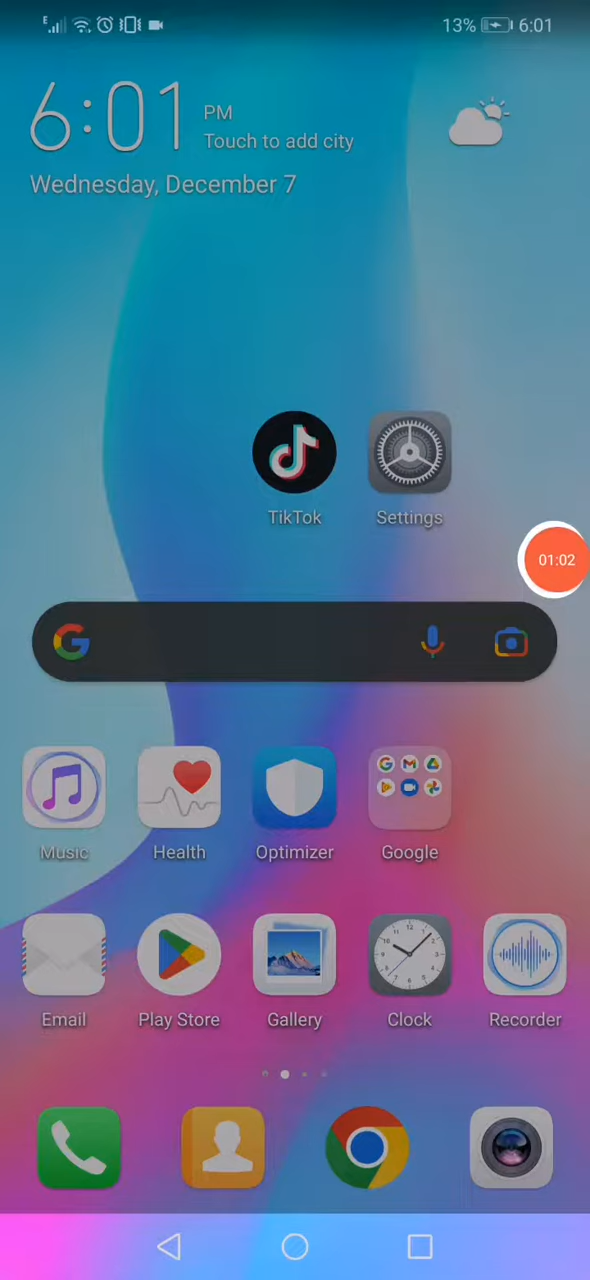 E 13% 6:01
6:01 PM
Touch to add city
Wednesday, December 7
TikTok Settings
01:02
G
Music Health Optimizer Google
Email Play Store Gallery Clock Recorder